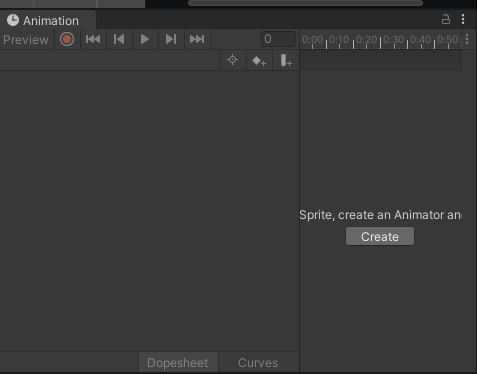 Animation
Preview 0 0:00 0:10 0:20 0:30 0:40 0:50
Sprite, create an Animator an
Create
Dopesheet Curves